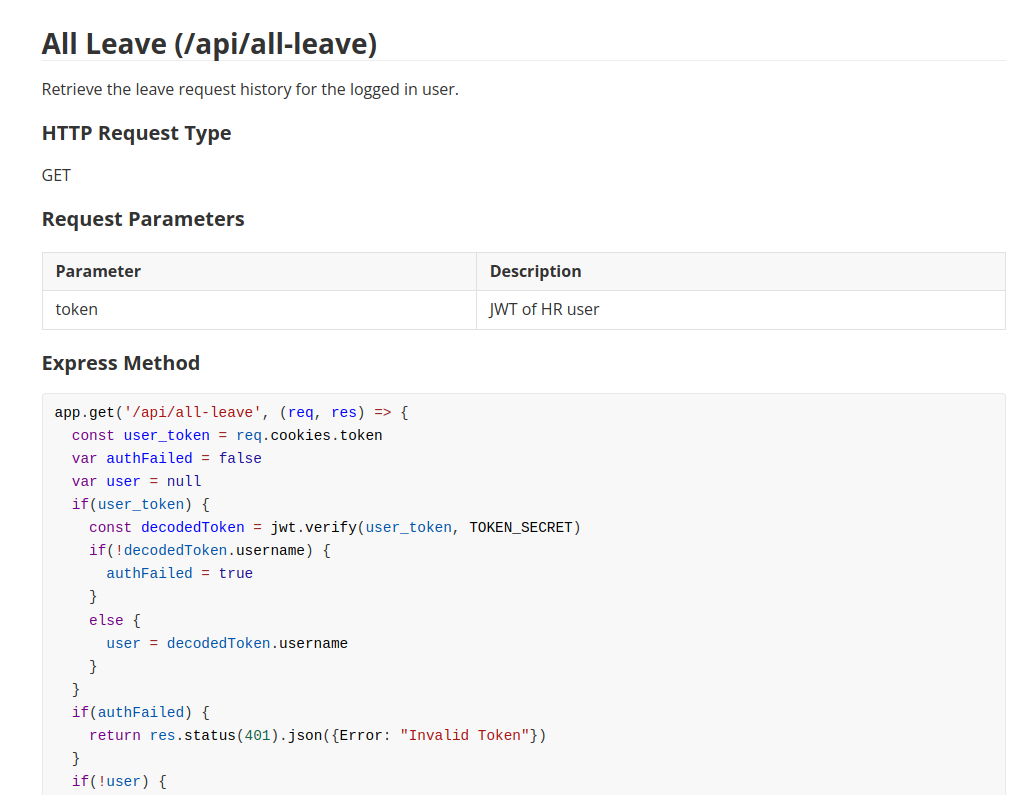 All Leave (/api/all-leave)
Retrieve the leave request history for the logged in user.
HTTP Request Type
GET
Request Parameters
Parameter Description
token JWT of HR user
Express Method
app.get('/api/all-leave', (req, res) => {
  const user_token = req.cookies.token
  var authFailed = false
  var user = null
  if(user_token) {
    const decodedToken = jwt.verify(user_token, TOKEN_SECRET)
    if(!decodedToken.username) {
      authFailed = true
    }
    else {
      user = decodedToken.username
    }
  }
  if(authFailed) {
    return res.status(401).json({Error: "Invalid Token"})
  }
  if(!user) {